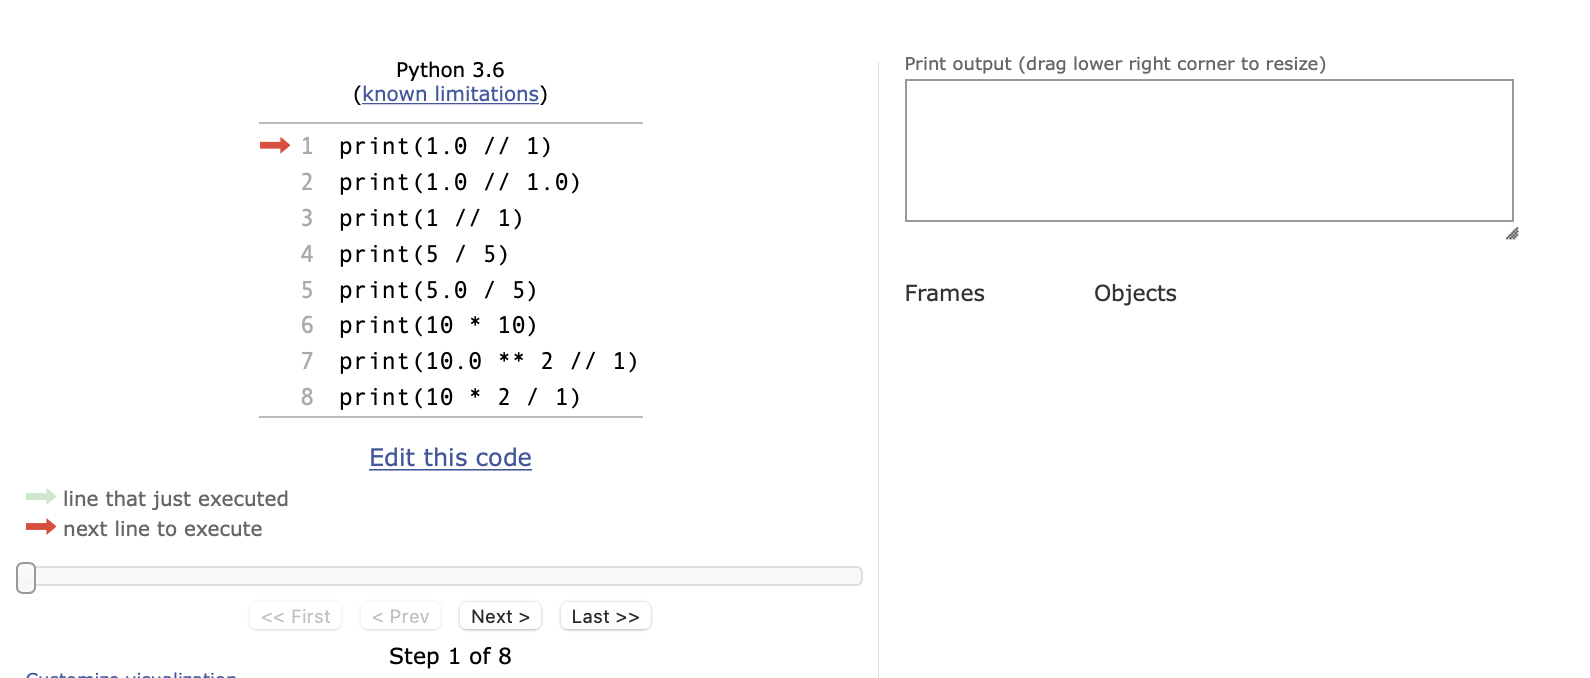 Python 3.6
(known limitations)
1 print(1.0 // 1)
2 print(1.0 // 1.0)
3 print(1 // 1)
4 print(5 / 5)
5 print(5.0 / 5)
6 print(10 * 10)
7 print(10.0 ** 2 // 1)
8 print(10 * 2 / 1)
Edit this code
line that just executed
next line to execute
<< First < Prev Next > Last >>
Step 1 of 8
Customize visualization
Print output (drag lower right corner to resize)
Frames Objects